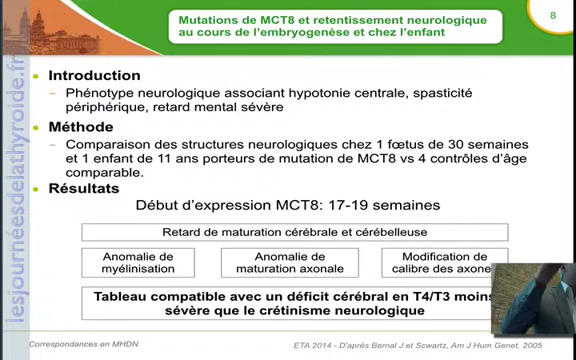 Mutations de MCT8 et retentissement neurologique
au cours de l'embryogenèse et chez l'enfant
8
lesjournéesdelathyroide.fr
Introduction
– Phénotype neurologique associant hypotonie centrale, spasticité
périphérique, retard mental sévère
Méthode
– Comparaison des structures neurologiques chez 1 fœtus de 30 semaines
et 1 enfant de 11 ans porteurs de mutation de MCT8 vs 4 contrôles d'âge
comparable.
Résultats
Début d'expression MCT8: 17-19 semaines
Retard de maturation cérébrale et cérébelleuse
Anomalie de
myélinisation
Anomalie de
maturation axonale
Modification de
calibre des axone
Tableau compatible avec un déficit cérébral en T4/T3 moins
sévère que le crétinisme neurologique
Correspondances en MHDN
ETA 2014 - D'après Bernal J et Scwartz, Am J Hum Genet, 2005